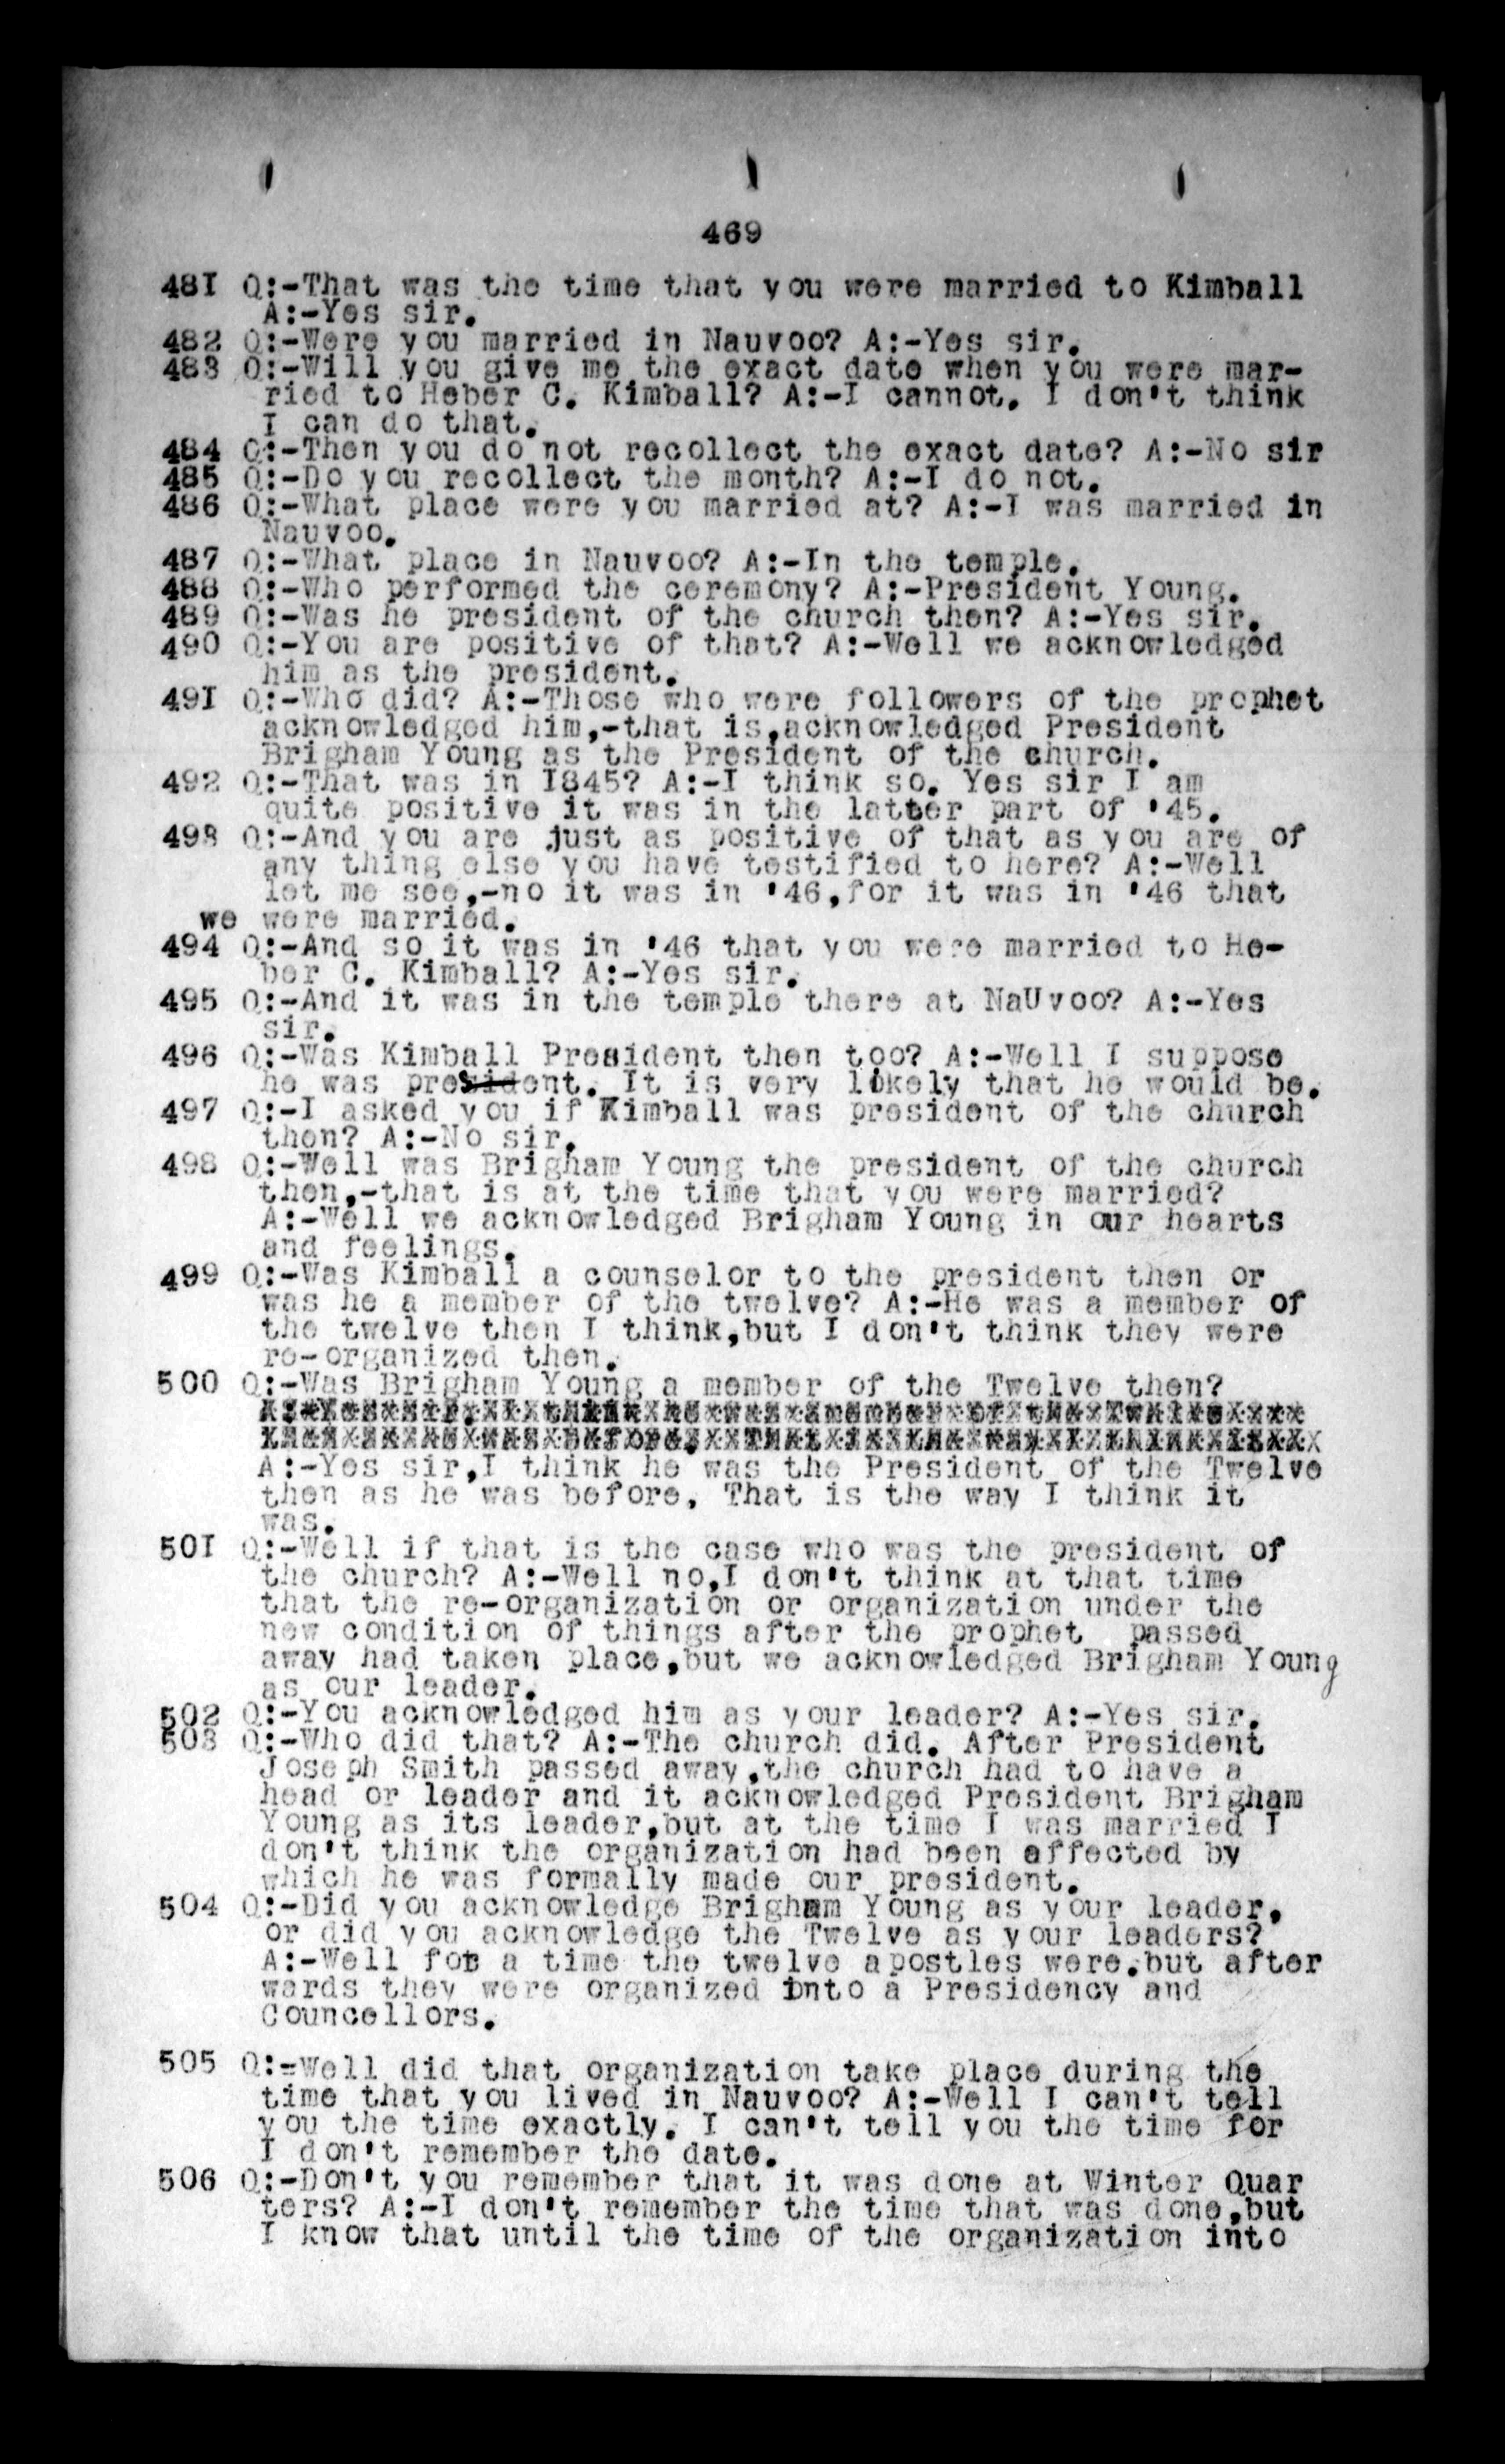 469
481 Q:-That was the time that you were married to Kimball
A:-Yes sir.
482 Q:-Were you married in Nauvoo? A:-Yes sir.
483 Q:-Will you give me the exact date when you were mar-
ried to Heber C. Kimball? A:-I cannot. I don't think
I can do that.
484 Q:-Then you do not recollect the exact date? A:-No sir
485 Q:-Do you recollect the month? A:-I do not.
486 Q:-What place were you married at? A:-I was married in
Nauvoo.
487 Q:-What place in Nauvoo? A:-In the temple.
488 Q:-Who performed the ceremony? A:-President Young.
489 Q:-Was he president of the church then? A:-Yes sir.
490 Q:-You are positive of that? A:-Well we acknowledged
him as the president.
491 Q:-Who did? A:-Those who were followers of the prophet
acknowledged him,-that is,acknowledged President
Brigham Young as the President of the church.
492 Q:-That was in I845? A:-I think so. Yes sir I am
quite positive it was in the latter part of '45.
493 Q:-And you are just as positive of that as you are of
any thing else you have testified to here? A:-Well
let me see,-no it was in '46,for it was in '46 that
we were married.
494 Q:-And so it was in '46 that you were married to He-
ber C. Kimball? A:-Yes sir.
495 Q:-And it was in the temple there at NaUvoo? A:-Yes
sir.
496 Q:-Was Kimball President then too? A:-Well I suppose
he was president. It is very likely that he would be.
497 Q:-I asked you if Kimball was president of the church
then? A:-No sir.
498 Q:-Well was Brigham Young the president of the church
then,-that is at the time that you were married?
A:-Well we acknowledged Brigham Young in our hearts
and feelings.
499 Q:-Was Kimball a counselor to the president then or
was he a member of the twelve? A:-He was a member of
the twelve then I think,but I don't think they were
re-organized then.
500 Q:-Was Brigham Young a member of the Twelve then?
A:-Yes sir,I think he was the President of the Twelve
then as he was before. That is the way I think it
was.
501 Q:-Well if that is the case who was the president of
the church? A:-Well no,I don't think at that time
that the re-organization or organization under the
new condition of things after the prophet passed
away had taken place,but we acknowledged Brigham Young
as our leader.
502 Q:-You acknowledged him as your leader? A:-Yes sir.
503 Q:-Who did that? A:-The church did. After President
Joseph Smith passed away,the church had to have a
head or leader and it acknowledged President Brigham
Young as its leader,but at the time I was married I
don't think the organization had been affected by
which he was formally made our president.
504 Q:-Did you acknowledge Brigham Young as your leader,
or did you acknowledge the Twelve as your leaders?
A:-Well for a time the twelve apostles were.but after
wards they were organized into a Presidency and
Councellors.
505 Q:=Well did that organization take place during the
time that you lived in Nauvoo? A:-Well I can't tell
you the time exactly. I can't tell you the time for
I don't remember the date.
506 Q:-Don't you remember that it was done at Winter Quar
ters? A:-I don't remember the time that was done,but
I know that until the time of the organization into